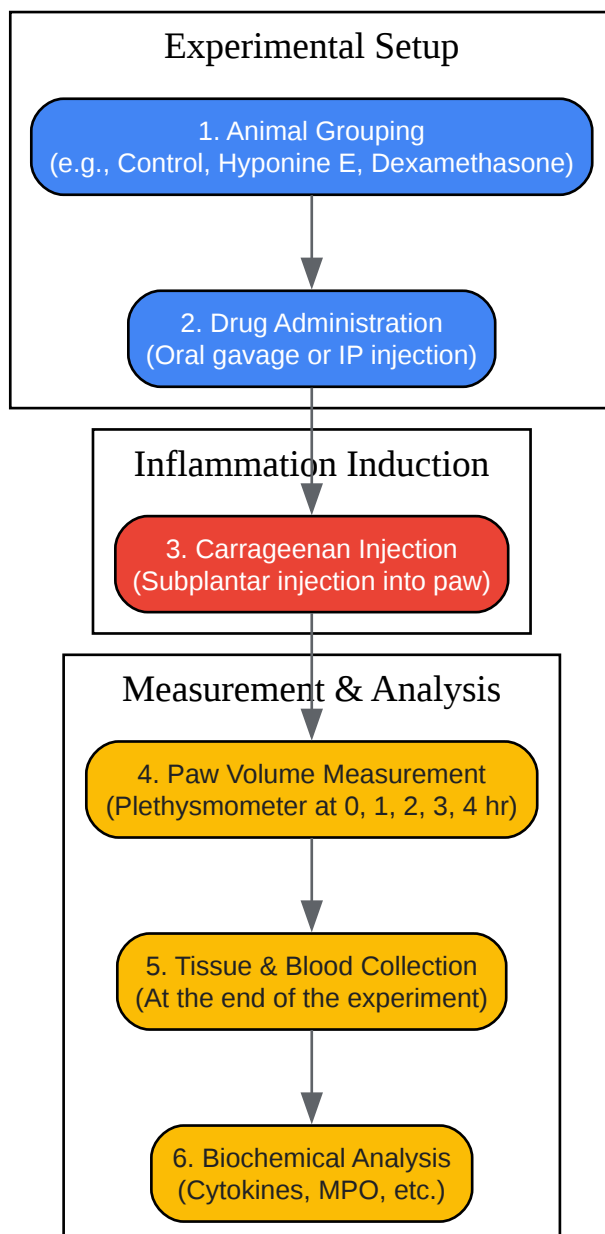 Experimental Setup
1. Animal Grouping
(e.g., Control, Hyponine E, Dexamethasone)
2. Drug Administration
(Oral gavage or IP injection)
Inflammation Induction
3. Carrageenan Injection
(Subplantar injection into paw)
Measurement & Analysis
4. Paw Volume Measurement
(Plethysmometer at 0, 1, 2, 3, 4 hr)
5. Tissue & Blood Collection
(At the end of the experiment)
6. Biochemical Analysis
(Cytokines, MPO, etc.)